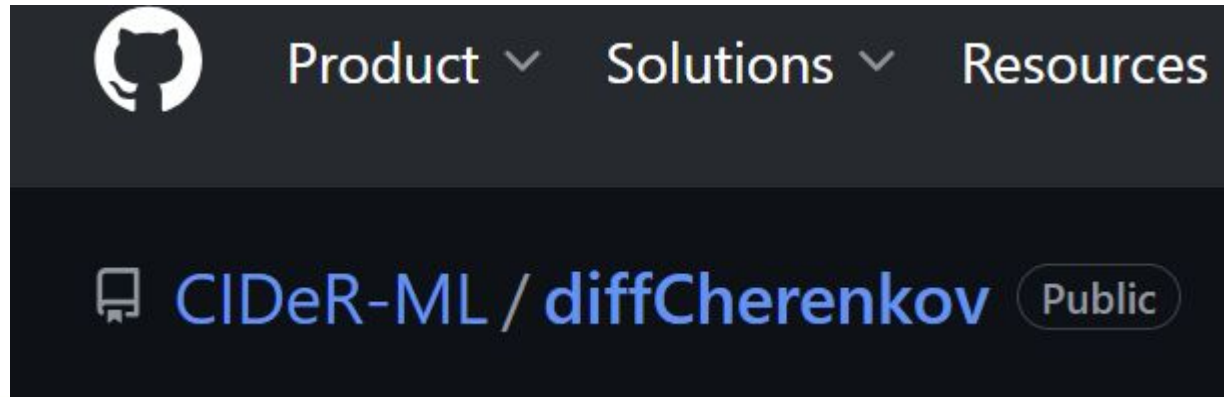 Product Solutions Resources
CIDeR-ML / diffCherenkov Public